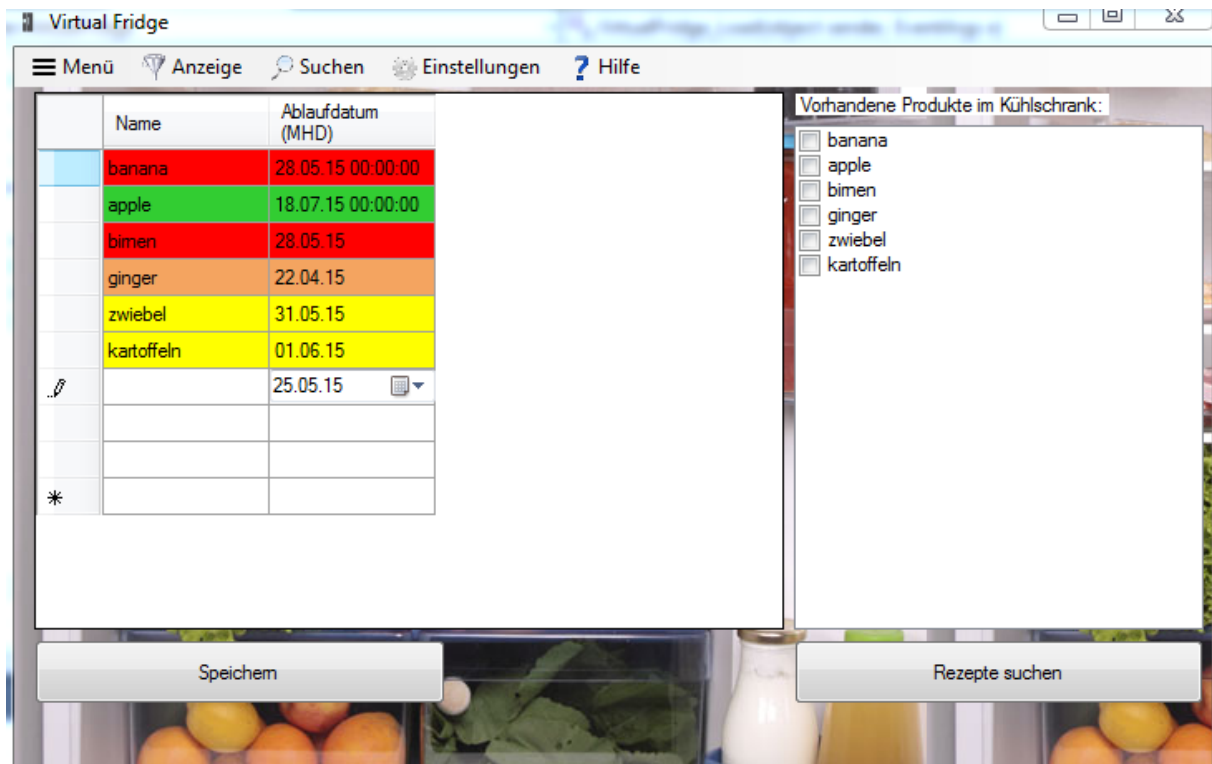 Virtual Fridge
Menü Anzeige Suchen Einstellungen ? Hilfe
Name Ablaufdatum
(MHD)
banana 28.05.15 00:00:00
apple 18.07.15 00:00:00
birnen 28.05.15
ginger 22.04.15
zwiebel 31.05.15
kartoffeln 01.06.15
25.05.15
*
Speichern
Vorhandene Produkte im Kühlschrank:
banana
apple
birnen
ginger
zwiebel
kartoffeln
Rezepte suchen